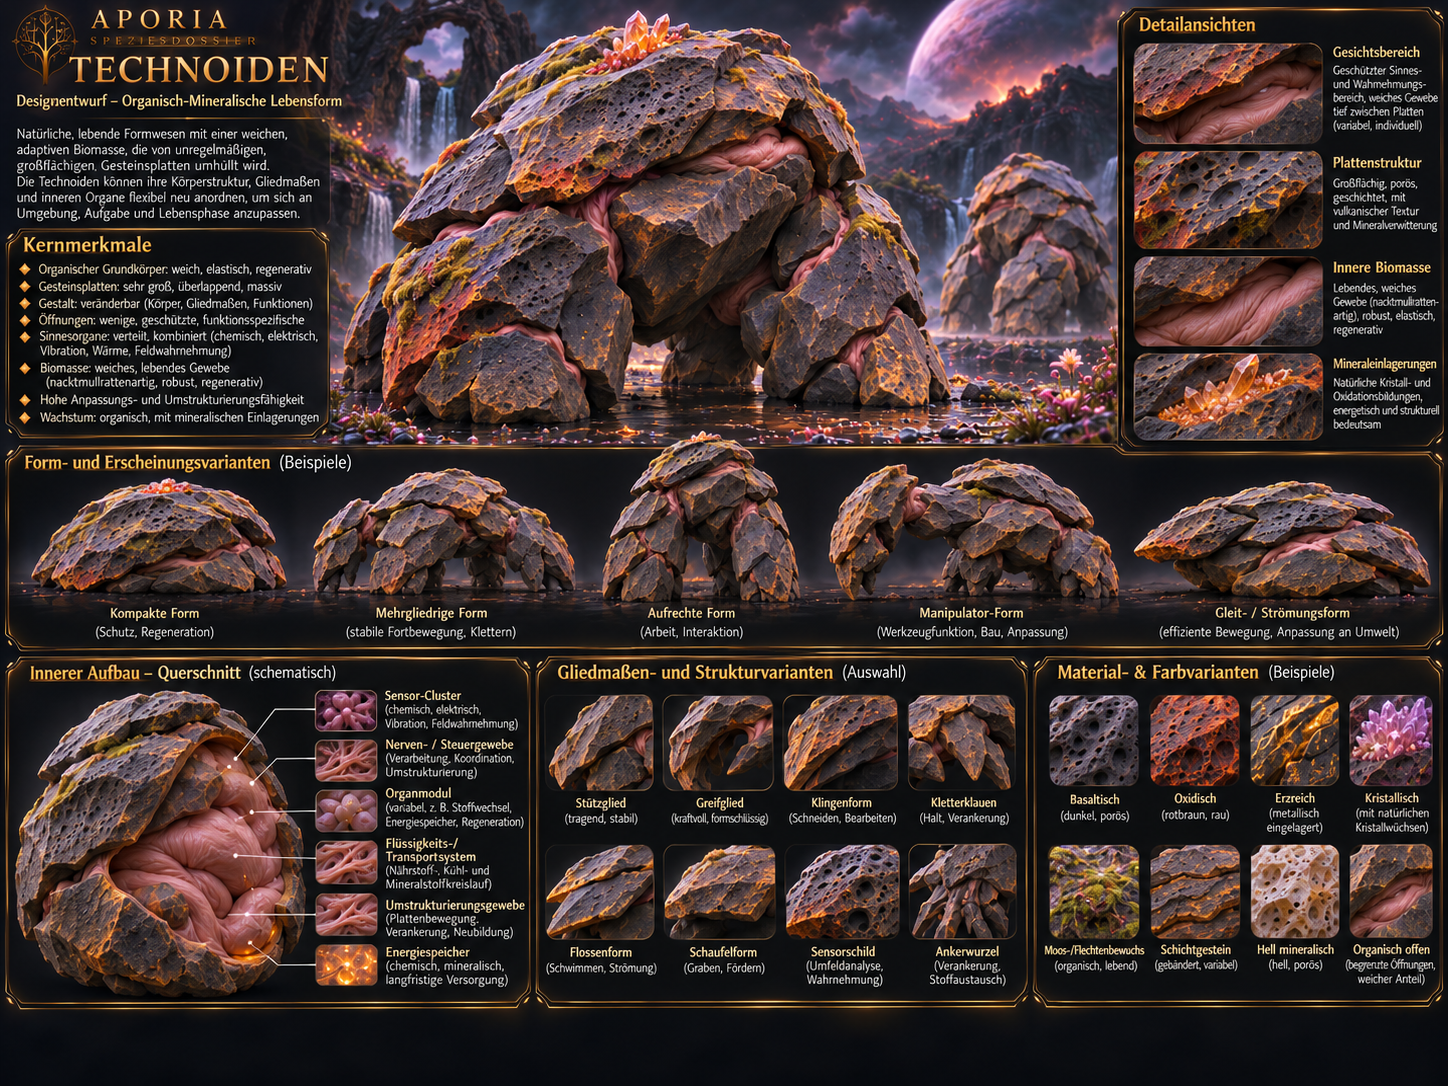 APORIA
SPEZIESDOSSIER
TECHNOIDEN
Designentwurf – Organisch-Mineralische Lebensform
Natürliche, lebende Formwesen mit einer weichen,
adaptiven Biomasse, die von unregelmäßigen,
großflächigen, Gesteinsplatten umhüllt wird.
Die Technoiden können ihre Körperstruktur, Gliedmaßen
und inneren Organe flexibel neu anordnen, um sich an
Umgebung, Aufgabe und Lebensphase anzupassen.
Kernmerkmale
Organischer Grundkörper: weich, elastisch, regenerativ
Gesteinsplatten: sehr groß, überlappend, massiv
Gestalt: veränderbar (Körper, Gliedmaßen, Funktionen)
Öffnungen: wenige, geschützte, funktionsspezifische
Sinnesorgane: verteilt, kombiniert (chemisch, elektrisch,
Vibration, Wärme, Feldwahrnehmung)
Biomasse: weiches, lebendes Gewebe
(nacktmullrattenartig, robust, regenerativ)
Hohe Anpassungs- und Umstrukturierungsfähigkeit
Wachstum: organisch, mit mineralischen Einlagerungen
Detailansichten
Gesichtsbereich
Geschützter Sinnes-
und Wahrnehmungs-
bereich, weiches Gewebe
tief zwischen Platten
(variabel, individuell)
Plattenstruktur
Großflächig, porös,
geschichtet, mit
vulkanischer Textur
und Mineralverwitterung
Innere Biomasse
Lebendes, weiches
Gewebe (nacktmullratten-
artig), robust, elastisch,
regenerativ
Mineraleinlagerungen
Natürliche Kristall- und
Oxidationsbildungen,
energetisch und strukturell
bedeutsam
Form- und Erscheinungsvarianten (Beispiele)
Kompakte Form
(Schutz, Regeneration)
Mehrgliedrige Form
(stabile Fortbewegung, Klettern)
Aufrechte Form
(Arbeit, Interaktion)
Manipulator-Form
(Werkzeugfunktion, Bau, Anpassung)
Gleit- / Strömungsform
(effiziente Bewegung, Anpassung an Umwelt)
Innerer Aufbau – Querschnitt (schematisch)
Sensor-Cluster
(chemisch, elektrisch,
Vibration, Feldwahrnehmung)
Nerven- / Steuergewebe
(Verarbeitung, Koordination,
Umstrukturierung)
Organmodul
(variabel, z. B. Stoffwechsel,
Energiespeicher, Regeneration)
Flüssigkeits-/
Transportsystem
(Nährstoff-, Kühl- und
Mineralstoffkreislauf)
Umstrukturierungsgewebe
(Plattenbewegung,
Verankerung, Neubildung)
Energiespeicher
(chemisch, mineralisch,
langfristige Versorgung)
Gliedmaßen- und Strukturvarianten (Auswahl)
Stützglied
(tragend, stabil)
Greifglied
(kraftvoll, formschlüssig)
Klingenform
(Schneiden, Bearbeiten)
Kletterklauen
(Halt, Verankerung)
Flossenform
(Schwimmen, Strömung)
Schaufelform
(Graben, Fördern)
Sensorschild
(Umfeldanalyse,
Wahrnehmung)
Ankerwurzel
(Verankerung,
Stoffaustausch)
Material- & Farbvarianten (Beispiele)
Basaltisch
(dunkel, porös)
Oxidisch
(rotbraun, rau)
Erzreich
(metallisch
eingelagert)
Kristallisch
(mit natürlichen
Kristallwüchsen)
Moos-/Flechtenbewuchs
(organisch, lebend)
Schichtgestein
(gebändert, variabel)
Hell mineralisch
(hell, porös)
Organisch offen
(begrenzte Öffnungen,
weicher Anteil)